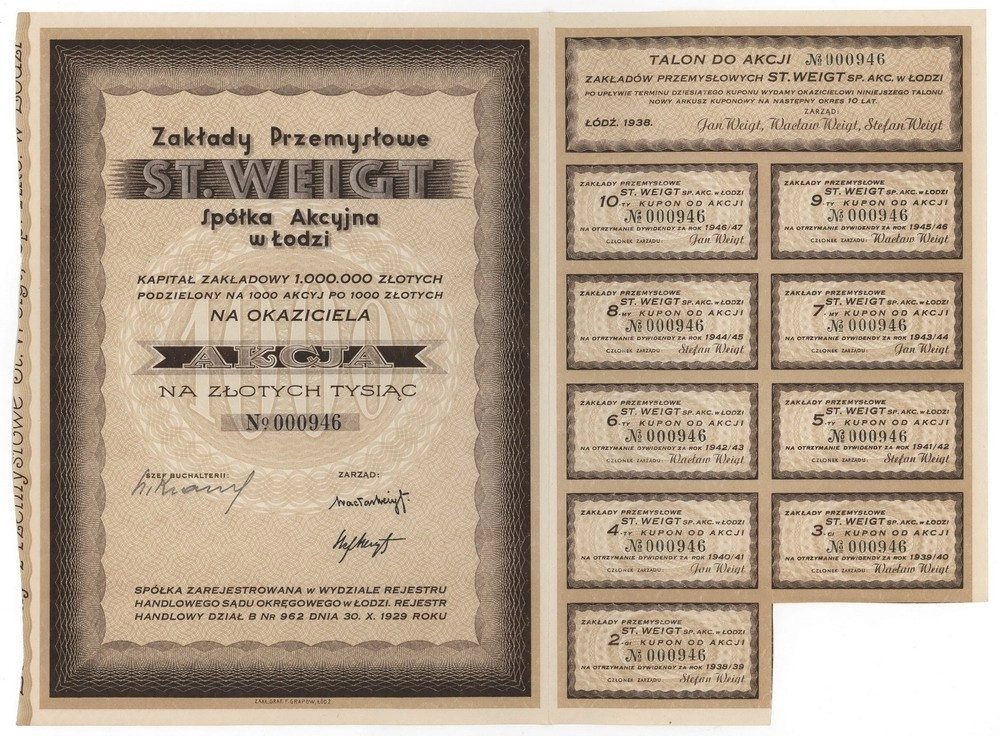 Zakłady Przemysłowe
ST. WEIGT
Spółka Akcyjna
w Łodzi
KAPITAŁ ZAKŁADOWY 1.000.000 ZŁOTYCH
PODZIELONY NA 1000 AKCYJ PO 1000 ZŁOTYCH
NA OKAZICIELA
AKCJA
NA ZŁOTYCH TYSIĄC
№ 000946
SZEF BUCHALTERII: ZARZĄD:
SPÓŁKA ZAREJESTROWANA W WYDZIALE REJESTRU
HANDLOWEGO SĄDU OKRĘGOWEGO W ŁODZI. REJESTR
HANDLOWY DZIAŁ B Nr 962 DNIA 30. X. 1929 ROKU
TALON DO AKCJI № 000946
ZAKŁADÓW PRZEMYSŁOWYCH ST. WEIGT SP. AKC. w ŁODZI
PO UPŁYWIE TERMINU DZIESIĄTEGO KUPONU WYDAMY OKAZICIELOWI NINIEJSZEGO TALONU
NOWY ARKUSZ KUPONOWY NA NASTĘPNY OKRES 10 LAT.
ZARZĄD:
ŁÓDŹ. 1938. Jan Weigt, Wacław Weigt, Stefan Weigt
ZAKŁADY PRZEMYSŁOWE
ST. WEIGT SP. AKC. w ŁODZI
10-TY KUPON OD AKCJI
№ 000946
NA OTRZYMANIE DYWIDENDY ZA ROK 1946/47
CZŁONEK ZARZĄDU: Jan Weigt
ZAKŁADY PRZEMYSŁOWE
ST. WEIGT SP. AKC. w ŁODZI
9-TY KUPON OD AKCJI
№ 000946
NA OTRZYMANIE DYWIDENDY ZA ROK 1945/46
CZŁONEK ZARZĄDU: Wacław Weigt
ZAKŁADY PRZEMYSŁOWE
ST. WEIGT SP. AKC. w ŁODZI
8-MY KUPON OD AKCJI
№ 000946
NA OTRZYMANIE DYWIDENDY ZA ROK 1944/45
CZŁONEK ZARZĄDU: Stefan Weigt
ZAKŁADY PRZEMYSŁOWE
ST. WEIGT SP. AKC. w ŁODZI
7-MY KUPON OD AKCJI
№ 000946
NA OTRZYMANIE DYWIDENDY ZA ROK 1943/44
CZŁONEK ZARZĄDU: Jan Weigt
ZAKŁADY PRZEMYSŁOWE
ST. WEIGT SP. AKC. w ŁODZI
6-TY KUPON OD AKCJI
№ 000946
NA OTRZYMANIE DYWIDENDY ZA ROK 1942/43
CZŁONEK ZARZĄDU: Wacław Weigt
ZAKŁADY PRZEMYSŁOWE
ST. WEIGT SP. AKC. w ŁODZI
5-TY KUPON OD AKCJI
№ 000946
NA OTRZYMANIE DYWIDENDY ZA ROK 1941/42
CZŁONEK ZARZĄDU: Stefan Weigt
ZAKŁADY PRZEMYSŁOWE
ST. WEIGT SP. AKC. w ŁODZI
4-TY KUPON OD AKCJI
№ 000946
NA OTRZYMANIE DYWIDENDY ZA ROK 1940/41
CZŁONEK ZARZĄDU: Jan Weigt
ZAKŁADY PRZEMYSŁOWE
ST. WEIGT SP. AKC. w ŁODZI
3-CI KUPON OD AKCJI
№ 000946
NA OTRZYMANIE DYWIDENDY ZA ROK 1939/40
CZŁONEK ZARZĄDU: Wacław Weigt
ZAKŁADY PRZEMYSŁOWE
ST. WEIGT SP. AKC. w ŁODZI
2-GI KUPON OD AKCJI
№ 000946
NA OTRZYMANIE DYWIDENDY ZA ROK 1938/39
CZŁONEK ZARZĄDU: Stefan Weigt